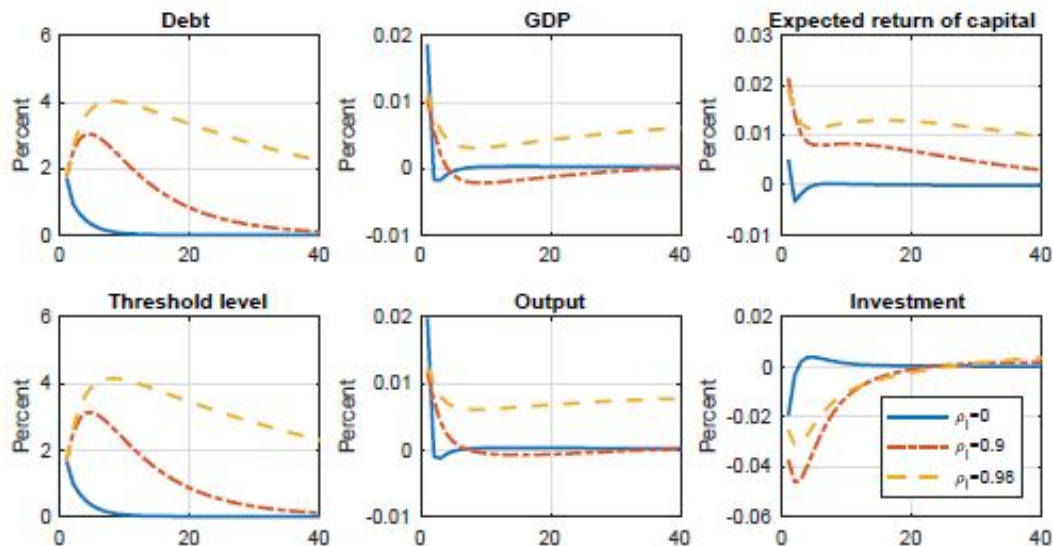 Debt
GDP
Expected return of capital
6
4
2
0
Percent
0
20
40
0.02
0.01
0
-0.01
Percent
0
20
40
0.03
0.02
0.01
0
-0.01
Percent
0
20
40
Threshold level
Output
Investment
6
4
2
0
Percent
0
20
40
0.02
0.01
0
-0.01
Percent
0
20
40
0.02
0
-0.02
-0.04
-0.06
Percent
0
20
40
ρ_l=0
ρ_l=0.9
ρ_l=0.98